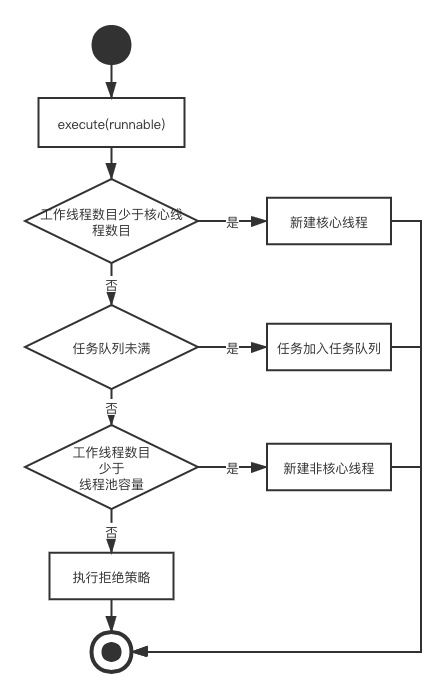 execute(runnable)
工作线程数目少于核心线
程数目
是
新建核心线程
否
任务队列未满
是
任务加入任务队列
否
工作线程数目
少于
线程池容量
是
新建非核心线程
否
执行拒绝策略